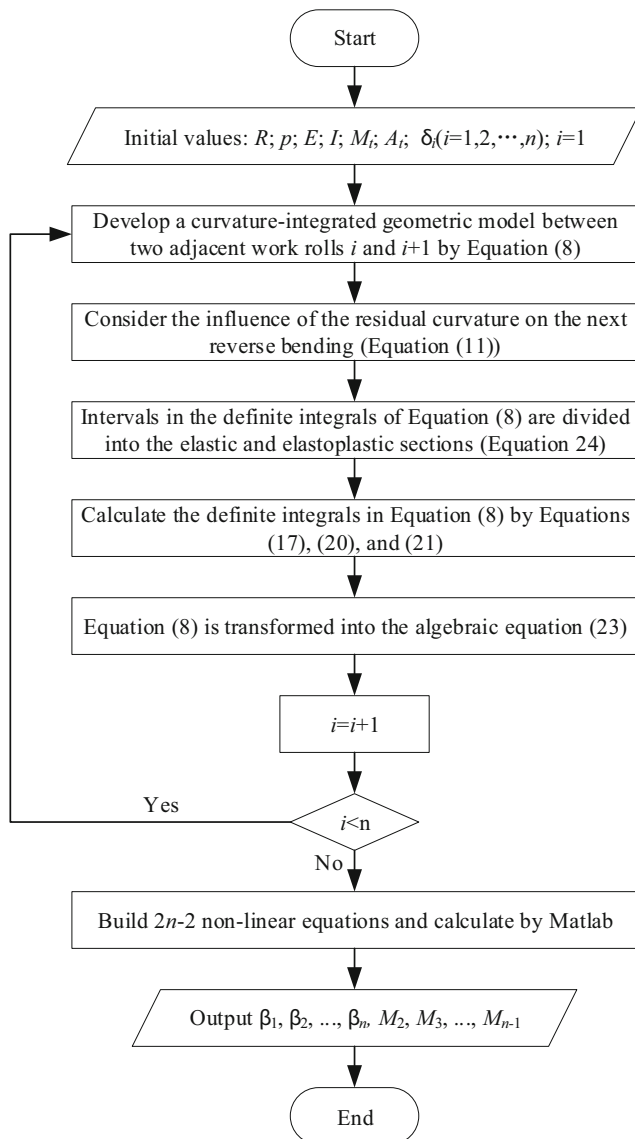 Start
Initial values: R; p; E; I; Mₜ; Aₜ; δᵢ(i=1,2,⋯,n); i=1
Develop a curvature-integrated geometric model between
two adjacent work rolls i and i+1 by Equation (8)
Consider the influence of the residual curvature on the next
reverse bending (Equation (11))
Intervals in the definite integrals of Equation (8) are divided
into the elastic and elastoplastic sections (Equation 24)
Calculate the definite integrals in Equation (8) by Equations
(17), (20), and (21)
Equation (8) is transformed into the algebraic equation (23)
i=i+1
Yes
i<n
No
Build 2n-2 non-linear equations and calculate by Matlab
Output β₁, β₂, ..., βₙ, M₂, M₃, ..., Mₙ₋₁
End